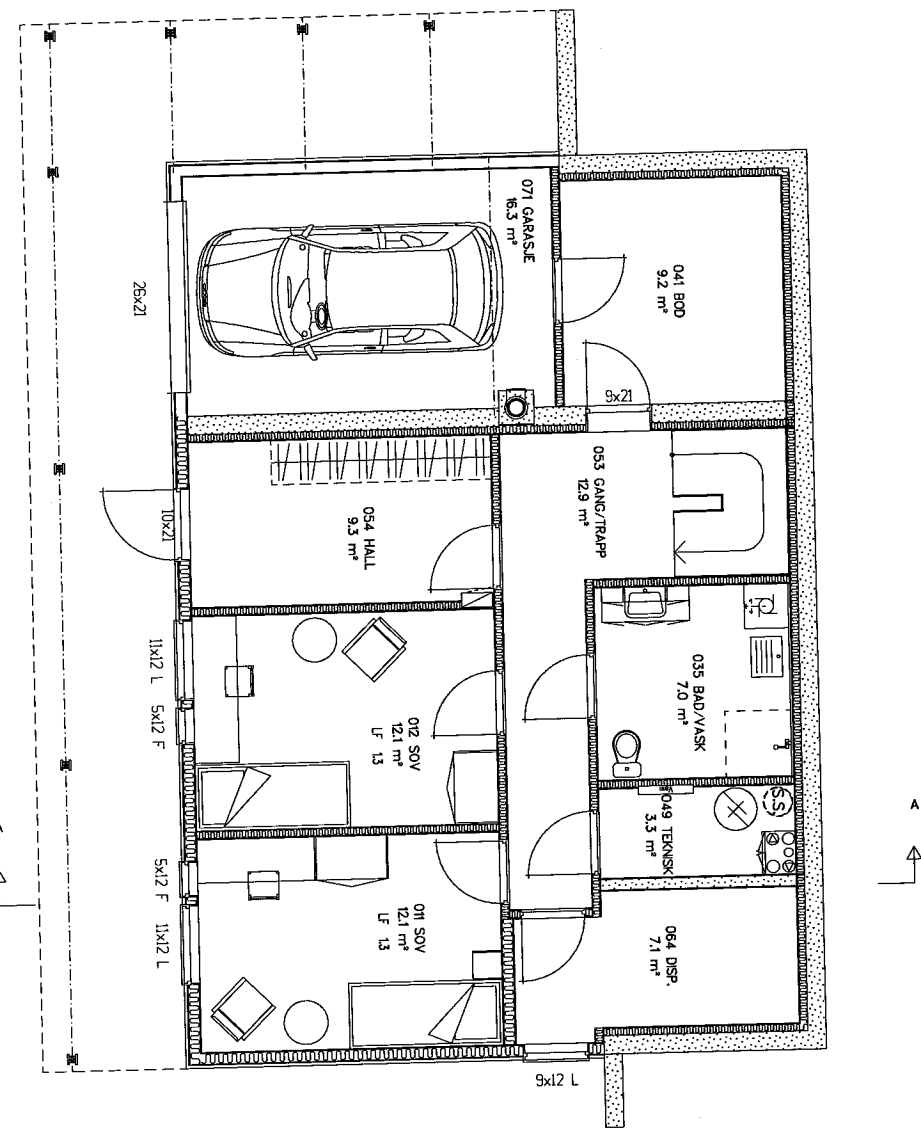 071 GARASJE
16.3 m²
041 BOD
9.2 m²
26x21
9x21
053 GANG/TRAPP
12.9 m²
054 HALL
9.3 m²
10x21
11x12 L
5x12 F
012 SOV
12.1 m²
LF 1.3
035 BAD/VASK
7.0 m²
049 TEKNISK
3.3 m²
SS
A
5x12 F
11x12 L
011 SOV
12.1 m²
LF 1.3
064 DISP.
7.1 m²
9x12 L